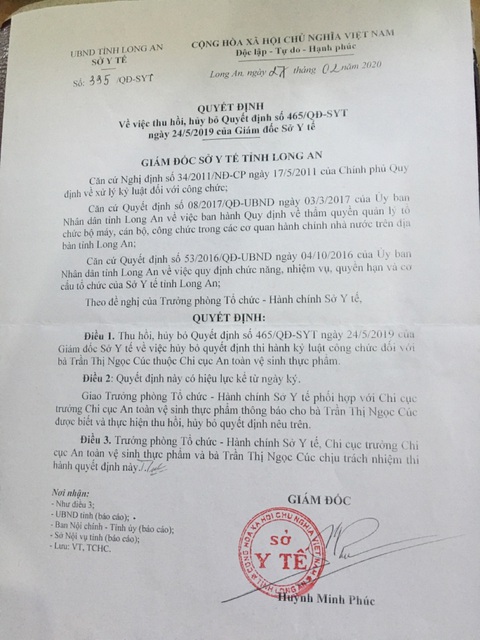 UBND TỈNH LONG AN
SỞ Y TẾ
Số: 335 /QĐ-SYT
CỘNG HÒA XÃ HỘI CHỦ NGHĨA VIỆT NAM
Độc lập - Tự do - Hạnh phúc
Long An, ngày 27 tháng 02 năm 2020
QUYẾT ĐỊNH
Về việc thu hồi, hủy bỏ Quyết định số 465/QĐ-SYT
ngày 24/5/2019 của Giám đốc Sở Y tế
GIÁM ĐỐC SỞ Y TẾ TỈNH LONG AN
Căn cứ Nghị định số 34/2011/NĐ-CP ngày 17/5/2011 của Chính phủ Quy
định về xử lý kỷ luật đối với công chức;
Căn cứ Quyết định số 08/2017/QĐ-UBND ngày 03/3/2017 của Ủy ban
Nhân dân tỉnh Long An về việc ban hành Quy định về thẩm quyền quản lý tổ
chức bộ máy, cán bộ, công chức trong các cơ quan hành chính nhà nước trên địa
bàn tỉnh Long An;
Căn cứ Quyết định số 53/2016/QĐ-UBND ngày 04/10/2016 của Ủy ban
Nhân dân tỉnh Long An về việc quy định chức năng, nhiệm vụ, quyền hạn và cơ
cấu tổ chức của Sở Y tế tỉnh Long An;
Theo đề nghị của Trưởng phòng Tổ chức - Hành chính Sở Y tế,
QUYẾT ĐỊNH:
Điều 1. Thu hồi, hủy bỏ Quyết định số 465/QĐ-SYT ngày 24/5/2019 của
Giám đốc Sở Y tế về việc hủy bỏ quyết định thi hành kỷ luật công chức đối với
bà Trần Thị Ngọc Cúc thuộc Chi cục An toàn vệ sinh thực phẩm.
Điều 2: Quyết định này có hiệu lực kể từ ngày ký.
Giao Trưởng phòng Tổ chức - Hành chính Sở Y tế phối hợp với Chi cục
trưởng Chi cục An toàn vệ sinh thực phẩm thông báo cho bà Trần Thị Ngọc Cúc
được biết và thực hiện thu hồi, hủy bỏ quyết định nêu trên.
Điều 3. Trưởng phòng Tổ chức - Hành chính Sở Y tế, Chi cục trưởng Chi
cục An toàn vệ sinh thực phẩm và bà Trần Thị Ngọc Cúc chịu trách nhiệm thi
hành quyết định này./.
Nơi nhận:
- Như điều 3;
- UBND tỉnh (báo cáo);
- Ban Nội chính - Tỉnh ủy (báo cáo);
- Sở Nội vụ tỉnh (báo cáo);
- Lưu: VT, TCHC.
GIÁM ĐỐC
CỘNG HÒA XÃ HỘI CHỦ NGHĨA VIỆT NAM
SỞ
Y TẾ
TỈNH LONG AN
Huỳnh Minh Phúc